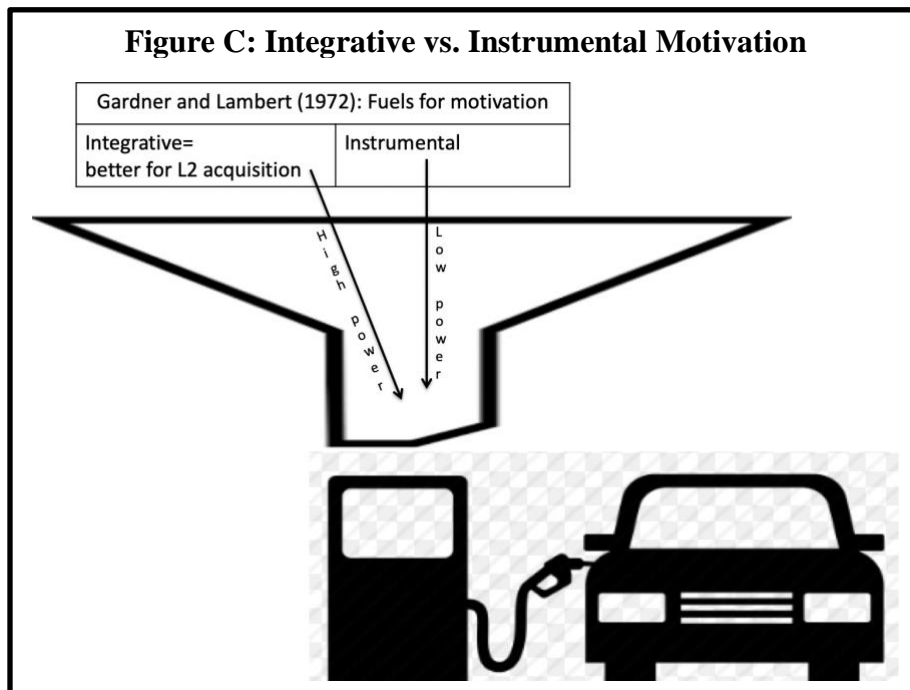 Figure C: Integrative vs. Instrumental Motivation
Gardner and Lambert (1972): Fuels for motivation
Integrative=
better for L2 acquisition
Instrumental
High power
Low power